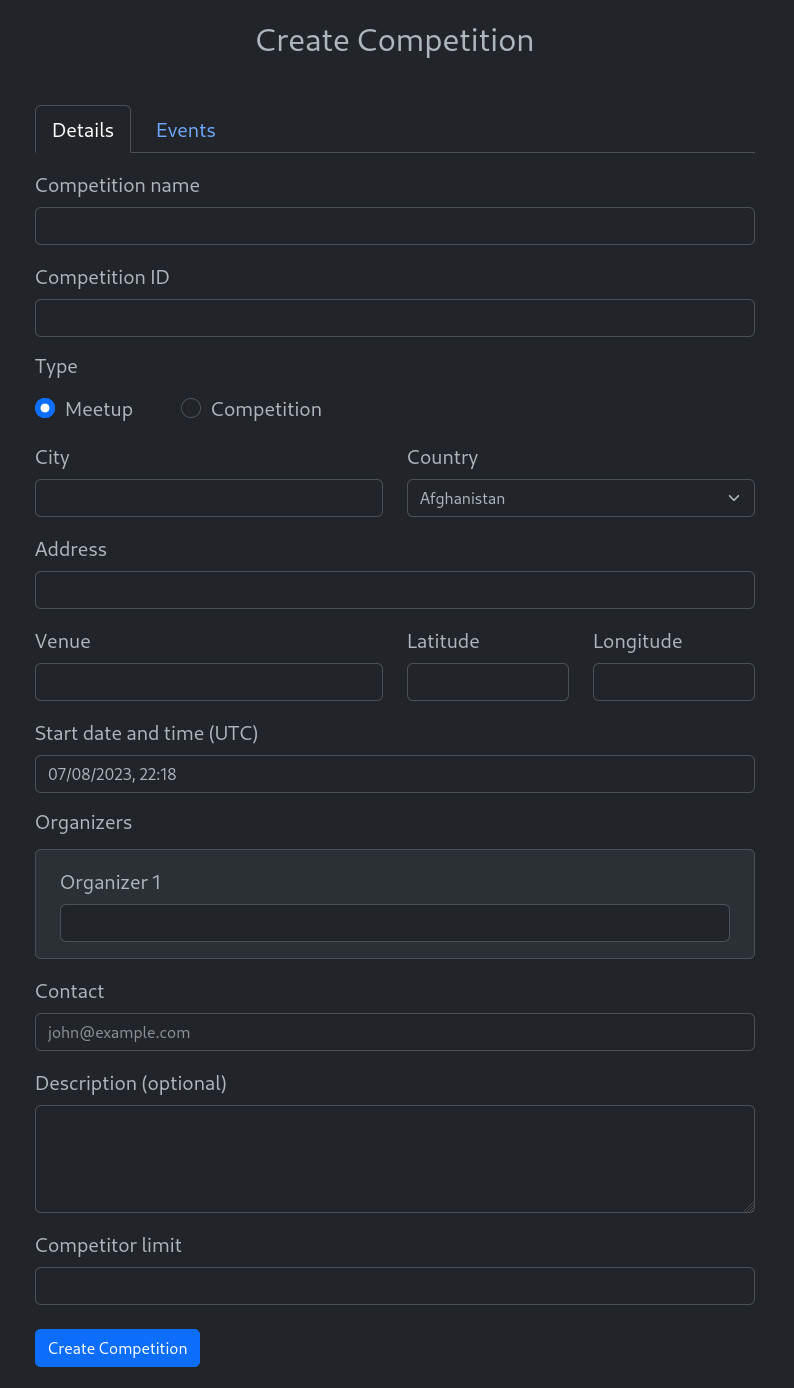 Create Competition
Details Events
Competition name
Competition ID
Type
Meetup Competition
City Country
Afghanistan
Address
Venue Latitude Longitude
Start date and time (UTC)
07/08/2023, 22:18
Organizers
Organizer 1
Contact
john@example.com
Description (optional)
Competitor limit
Create Competition